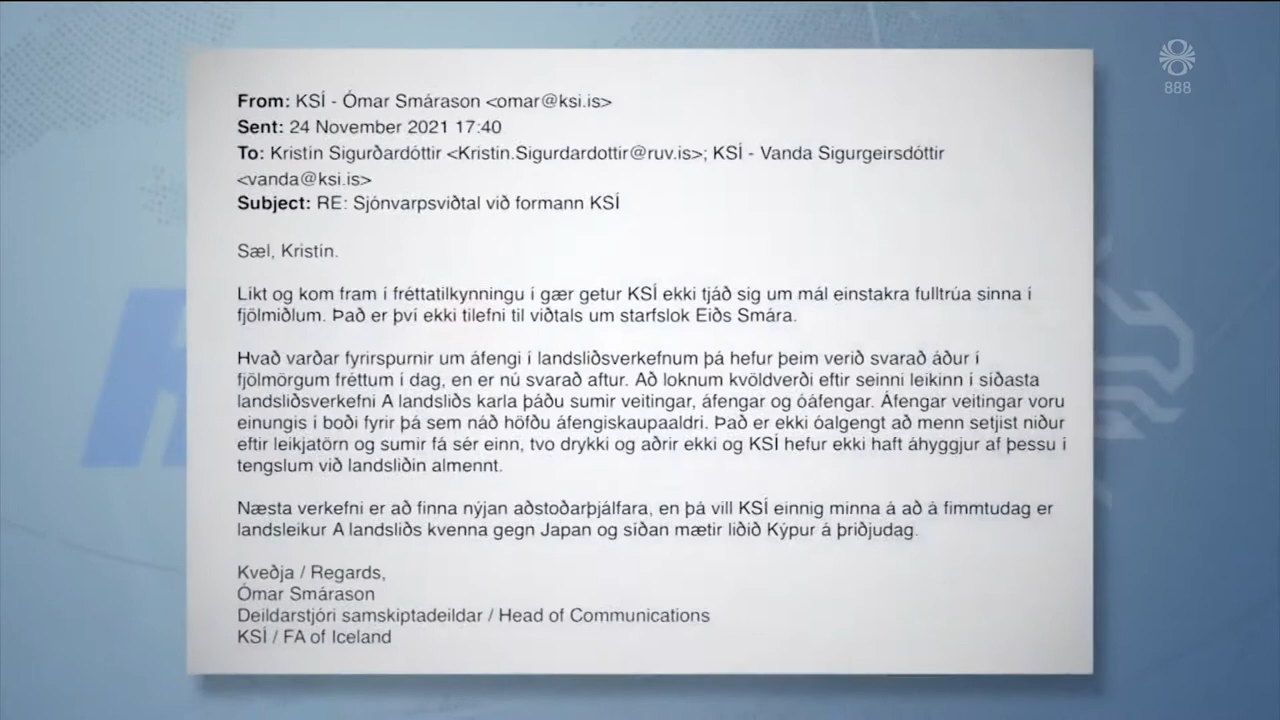 888
From: KSÍ - Ómar Smárason <omar@ksi.is>
Sent: 24 November 2021 17:40
To: Kristín Sigurðardóttir <Kristin.Sigurdardottir@ruv.is>; KSÍ - Vanda Sigurgeirsdóttir
<vanda@ksi.is>
Subject: RE: Sjónvarpsviðtal við formann KSÍ
Sæl, Kristín.
Líkt og kom fram í fréttatilkynningu í gær getur KSÍ ekki tjáð sig um mál einstakra fulltrúa sinna í
fjölmiðlum. Það er því ekki tilefni til viðtals um starfslok Eiðs Smára.
Hvað varðar fyrirspurnir um áfengi í landsliðsverkefnum þá hefur þeim verið svarað áður í
fjölmörgum fréttum í dag, en er nú svarað aftur. Að loknum kvöldverði eftir seinni leikinn í síðasta
landsliðsverkefni A landsliðs karla þáðu sumir veitingar, áfengar og óáfengar. Áfengar veitingar voru
einungis í boði fyrir þá sem náð höfðu áfengiskaupaaldri. Það er ekki óalgengt að menn setjist niður
eftir leikjatörn og sumir fá sér einn, tvo drykki og aðrir ekki og KSÍ hefur ekki haft áhyggjur af þessu í
tengslum við landsliðin almennt.
Næsta verkefni er að finna nýjan aðstoðarþjálfara, en þá vill KSÍ einnig minna á að á fimmtudag er
landsleikur A landsliðs kvenna gegn Japan og síðan mætir liðið Kýpur á þriðjudag.
Kveðja / Regards,
Ómar Smárason
Deildarstjóri samskiptadeildar / Head of Communications
KSÍ / FA of Iceland